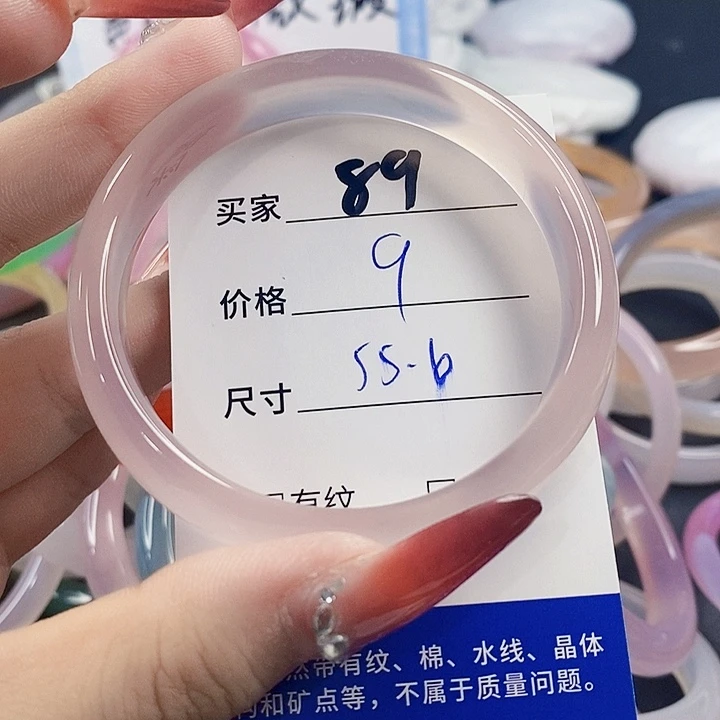 买家 89
价格 9
尺寸 55-6
有纹
然带有纹、棉、水线、晶体
和矿点等，不属于质量问题。